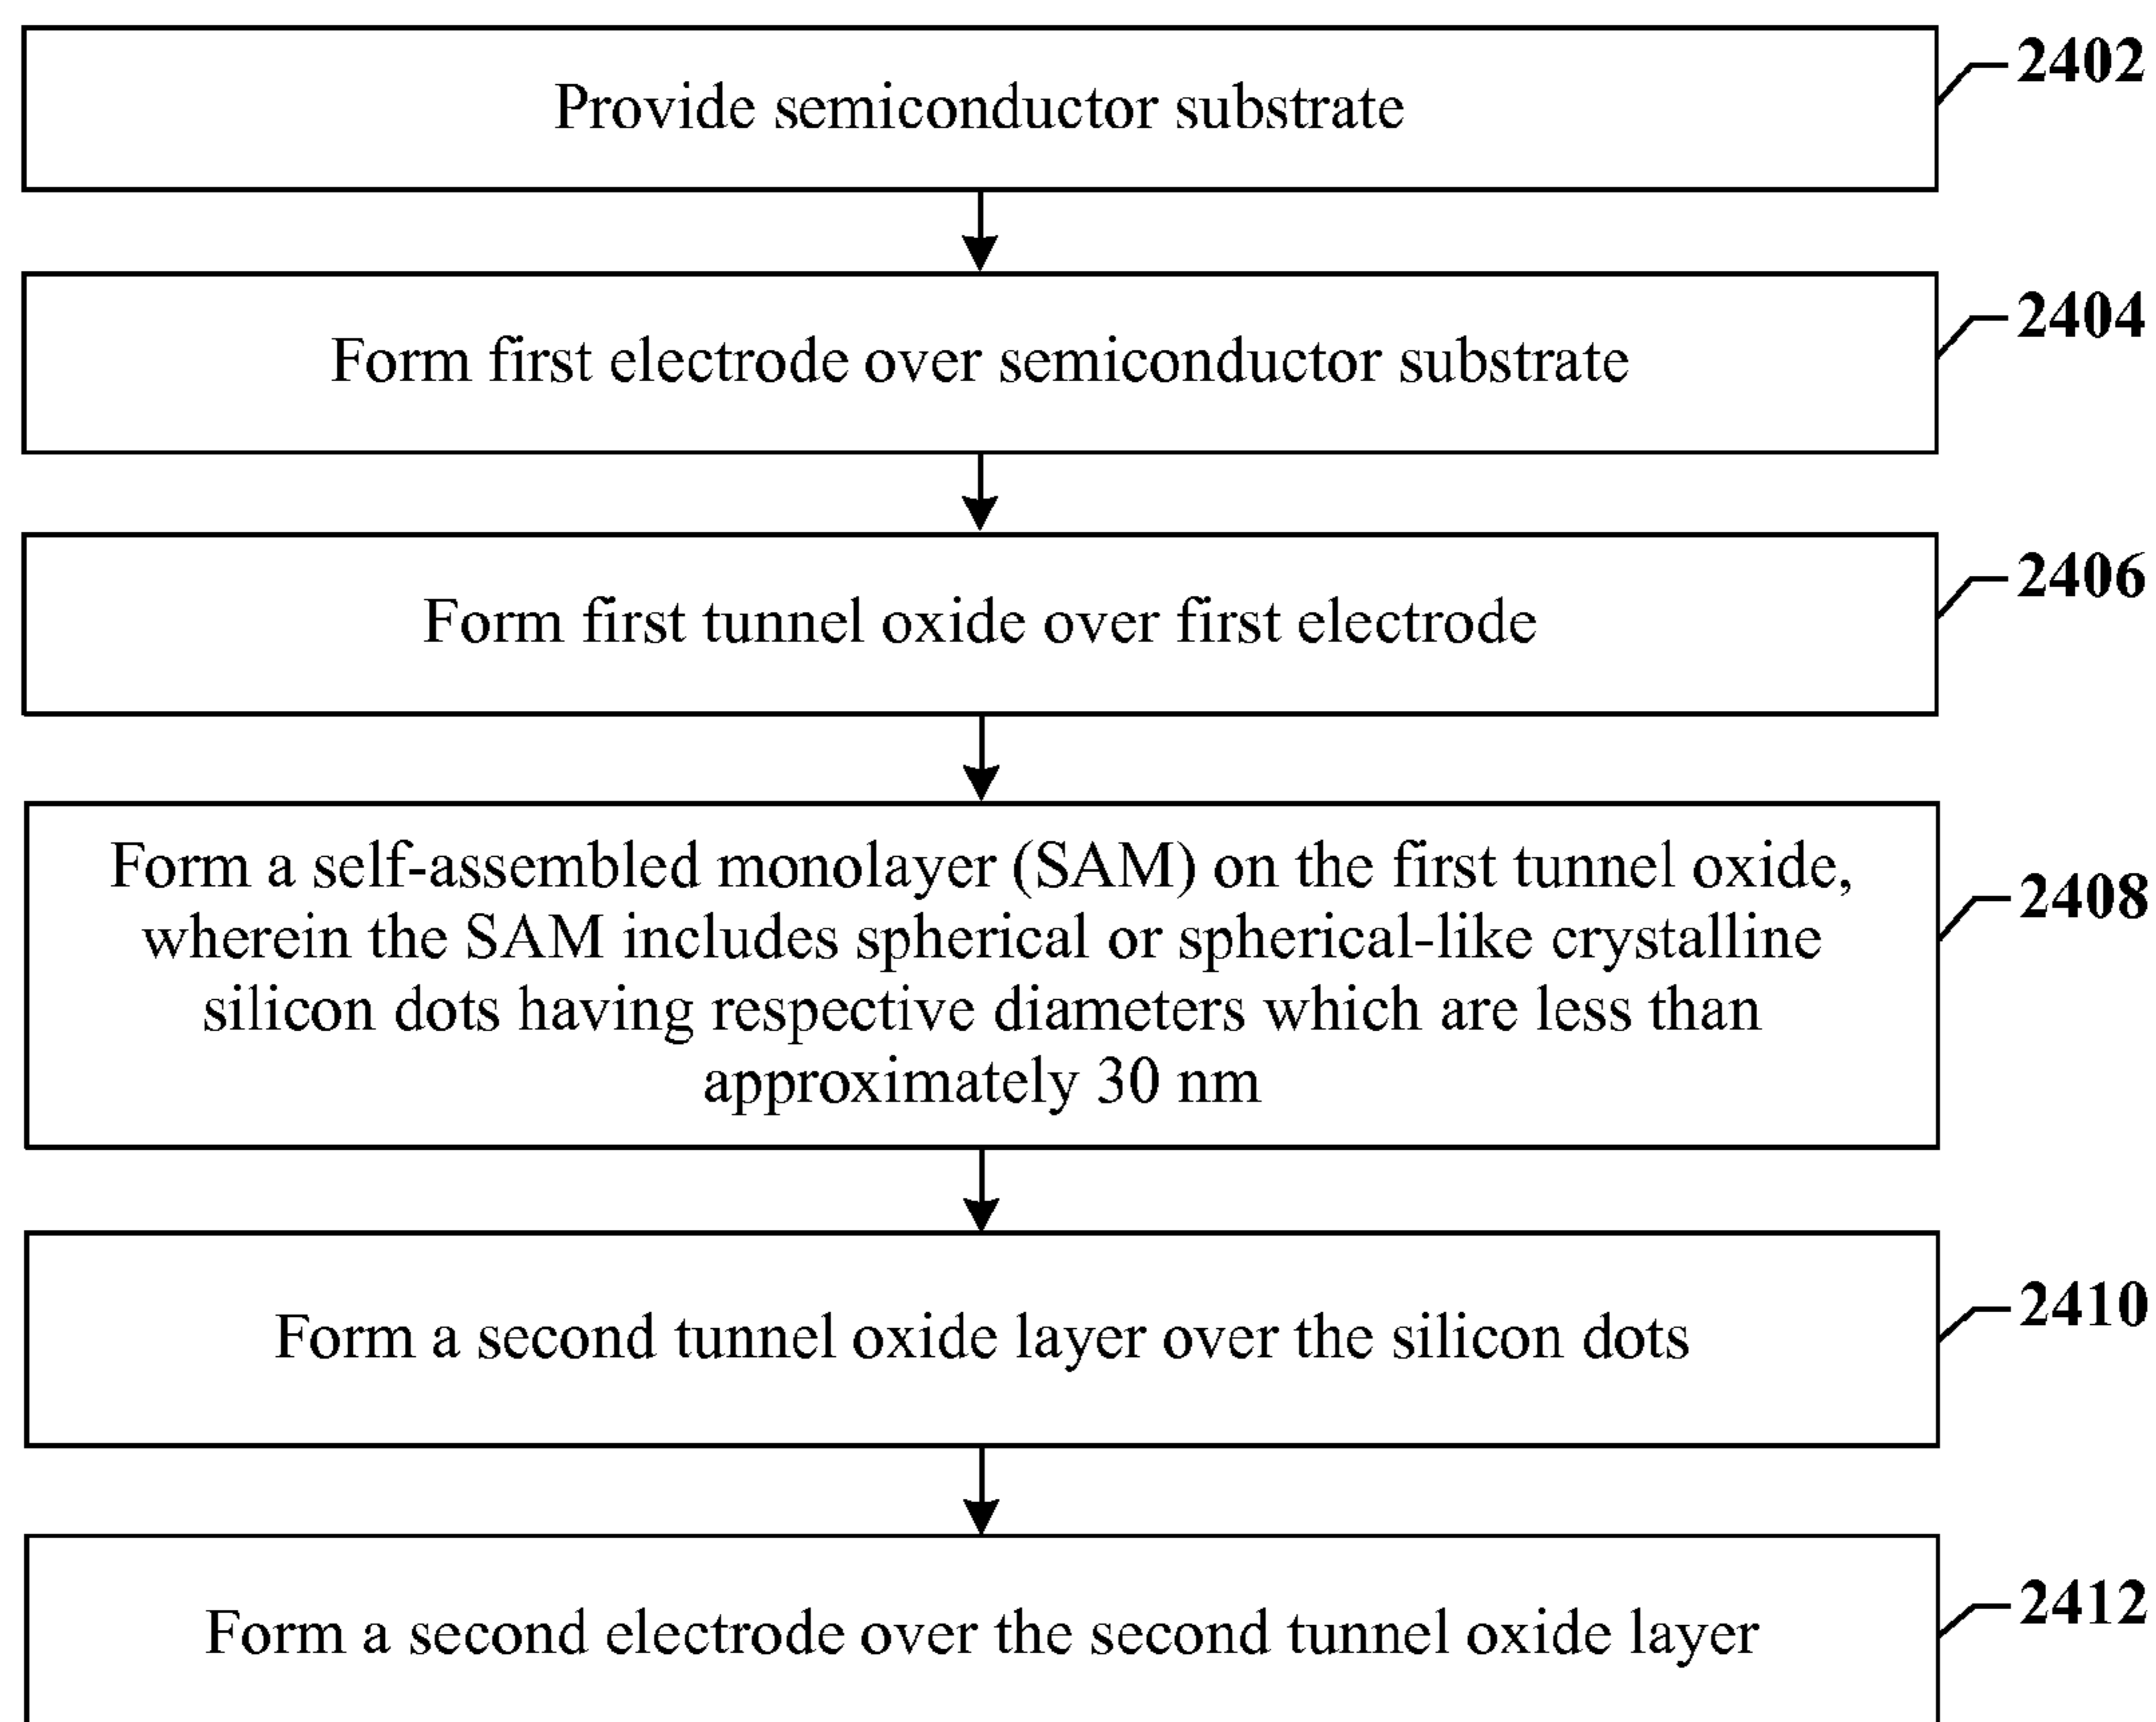 Provide semiconductor substrate
2402
Form first electrode over semiconductor substrate
2404
Form first tunnel oxide over first electrode
2406
Form a self-assembled monolayer (SAM) on the first tunnel oxide,
wherein the SAM includes spherical or spherical-like crystalline
silicon dots having respective diameters which are less than
approximately 30 nm
2408
Form a second tunnel oxide layer over the silicon dots
2410
Form a second electrode over the second tunnel oxide layer
2412